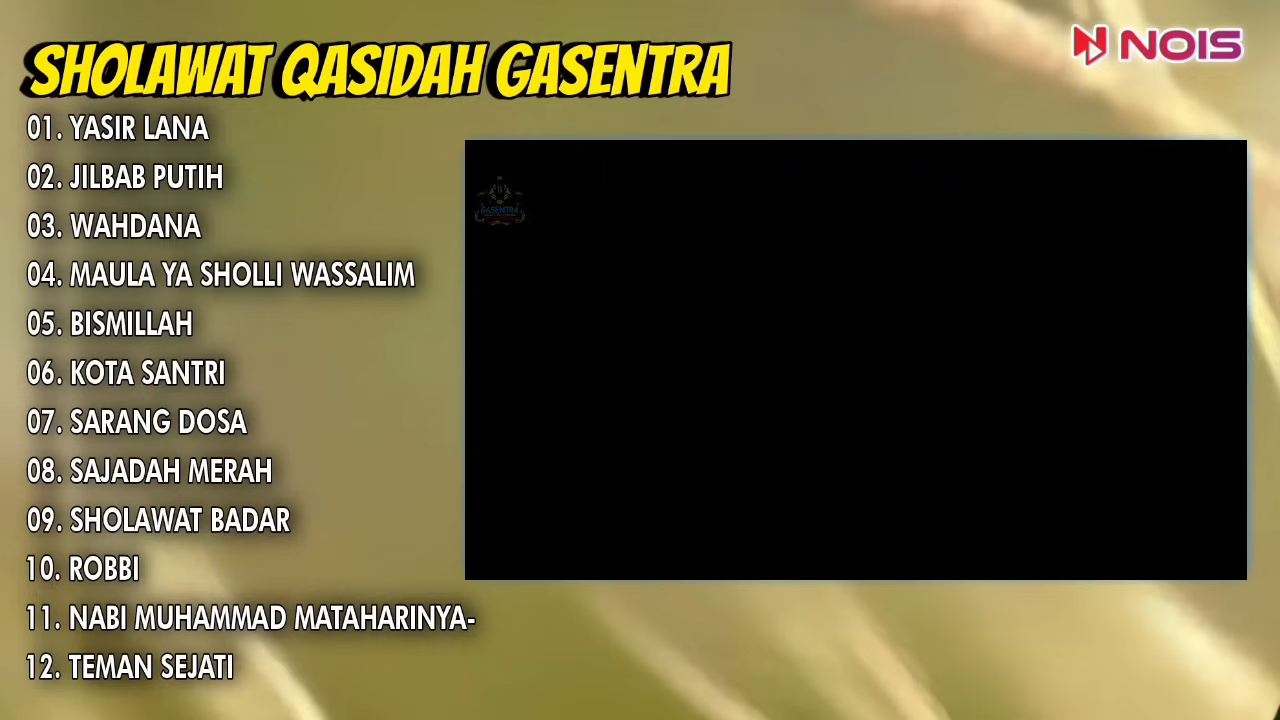 SHOLAWAT QASIDAH GASENTRA
NOIS
01. YASIR LANA
02. JILBAB PUTIH
03. WAHDANA
04. MAULA YA SHOLLI WASSALIM
05. BISMILLAH
06. KOTA SANTRI
07. SARANG DOSA
08. SAJADAH MERAH
09. SHOLAWAT BADAR
10. ROBBI
11. NABI MUHAMMAD MATAHARINYA-
12. TEMAN SEJATI
GASENTRA